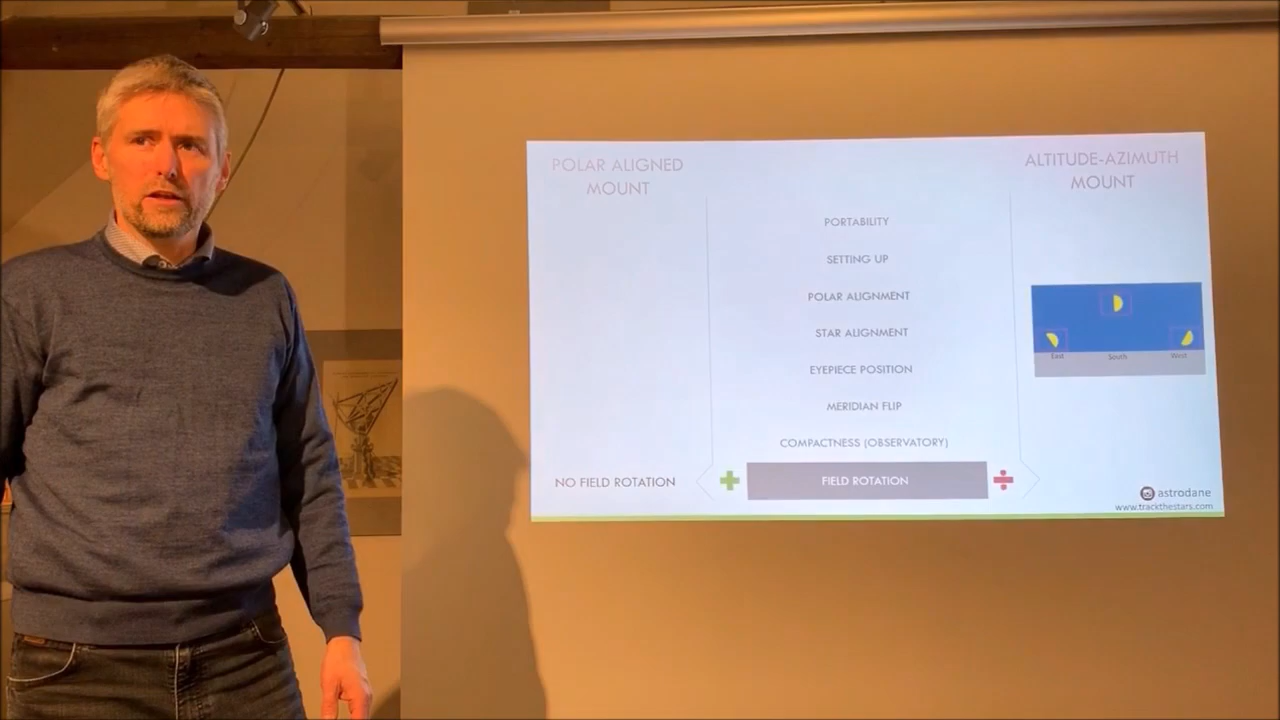 POLAR ALIGNED
MOUNT
ALTITUDE-AZIMUTH
MOUNT
PORTABILITY
SETTING UP
POLAR ALIGNMENT
STAR ALIGNMENT
EYEPIECE POSITION
MERIDIAN FLIP
COMPACTNESS (OBSERVATORY)
NO FIELD ROTATION
FIELD ROTATION
East South West
astrodane
www.trackthestars.com